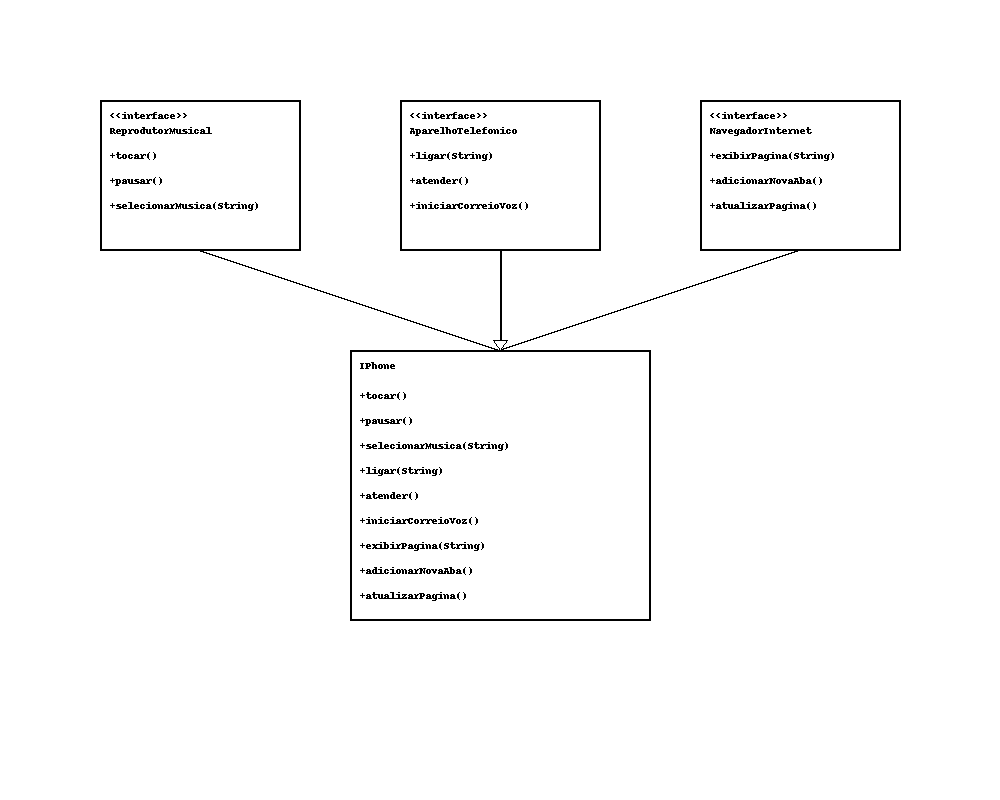 <<interface>>
ReprodutorMusical
+tocar()
+pausar()
+selecionarMusica(String)
<<interface>>
AparelhoTelefonico
+ligar(String)
+atender()
+iniciarCorreioVoz()
<<interface>>
NavegadorInternet
+exibirPagina(String)
+adicionarNovaAba()
+atualizarPagina()
IPhone
+tocar()
+pausar()
+selecionarMusica(String)
+ligar(String)
+atender()
+iniciarCorreioVoz()
+exibirPagina(String)
+adicionarNovaAba()
+atualizarPagina()